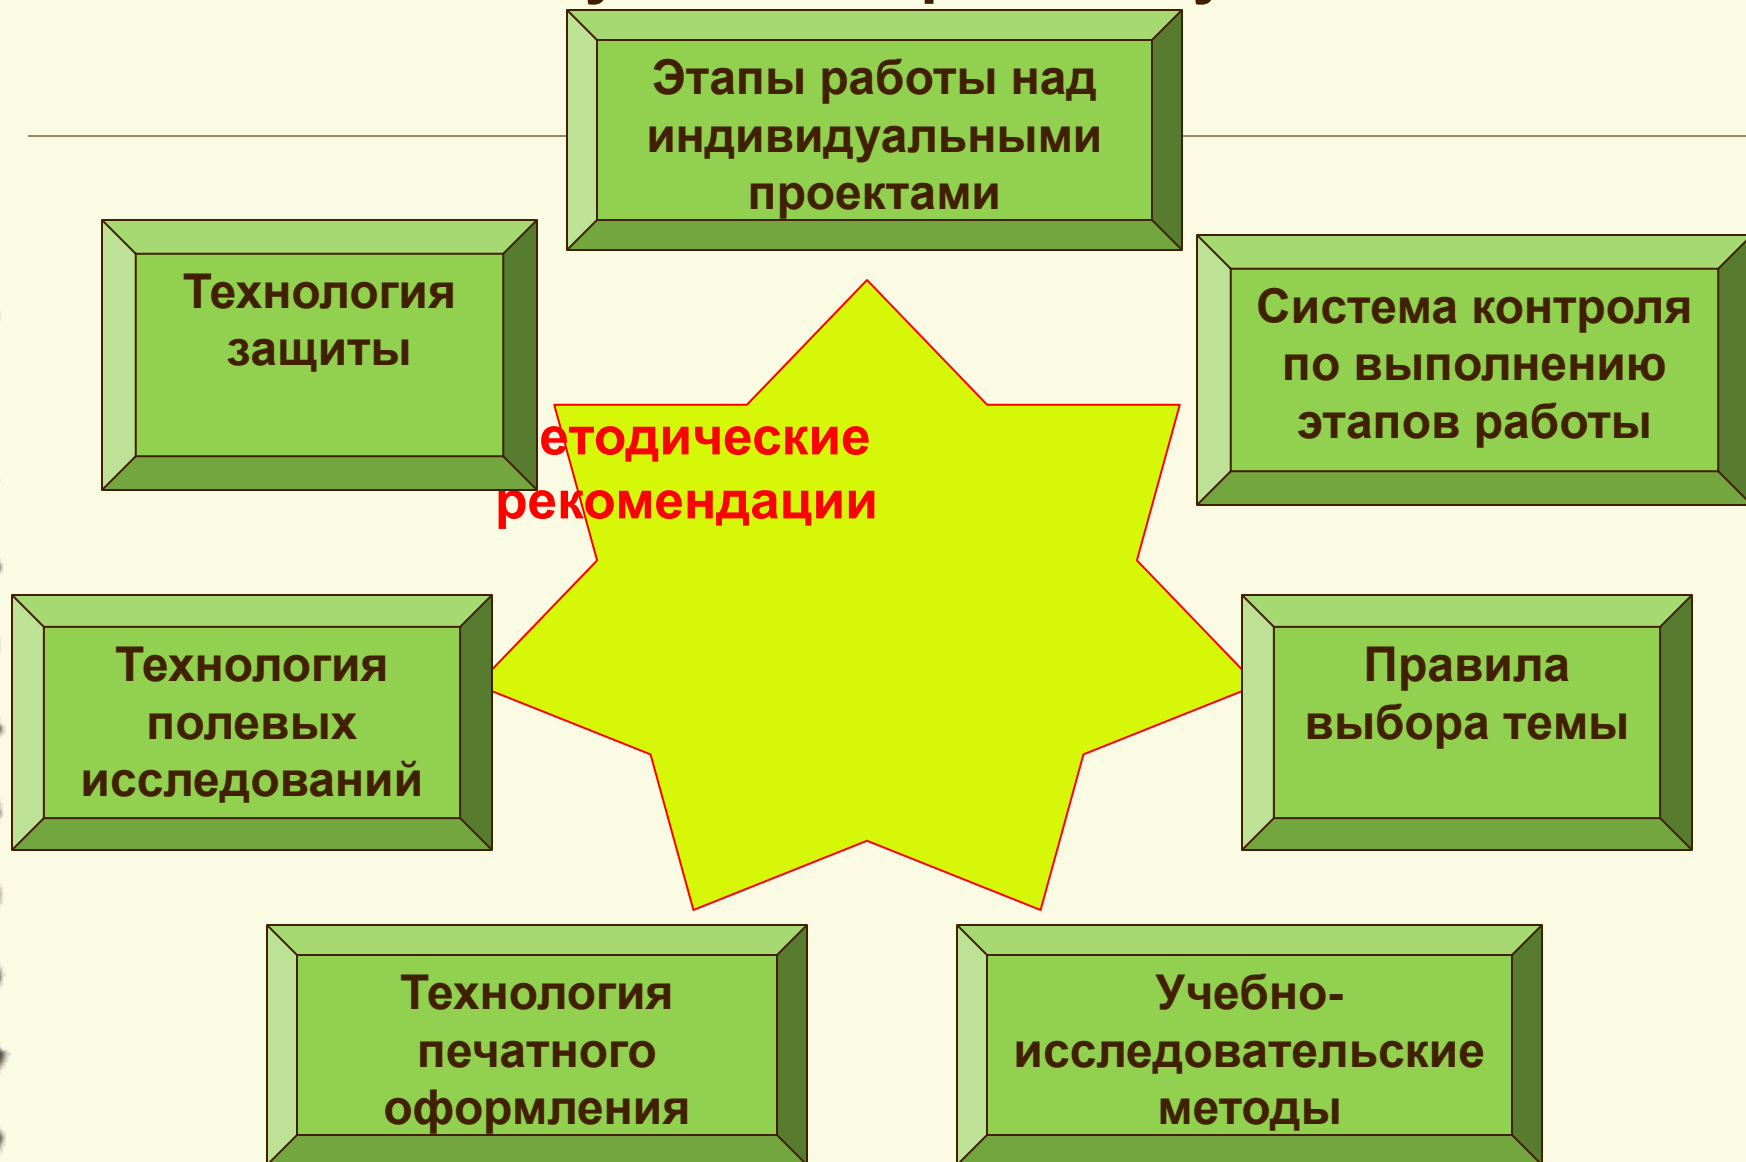 Этапы работы над
индивидуальными
проектами
Технология
защиты
Система контроля
по выполнению
этапов работы
етодические
рекомендации
Технология
полевых
исследований
Правила
выбора темы
Технология
печатного
оформления
Учебно-
исследовательские
методы